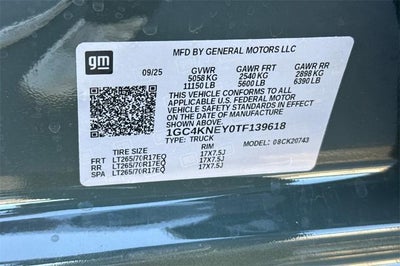 gm
MFD BY GENERAL MOTORS LLC
09/25 GVWR GAWR FRT GAWR RR
5058 KG 2540 KG 2898 KG
11150 LB 5600 LB 6390 LB
THIS VEHICLE CONFORMS TO ALL APPLICABLE
U.S. FEDERAL MOTOR VEHICLE
SAFETY STANDARDS IN EFFECT ON THE DATE OF
MANUFACTURE SHOWN ABOVE.
1GC4KNEY0TF139618
TYPE: TRUCK
MODEL: 08CK20743
TIRE SIZE RIM
FRT LT265/70R17EQ 17X7.5J
RR LT265/70R17EQ 17X7.5J
SPA LT265/70R17EQ 17X7.5J